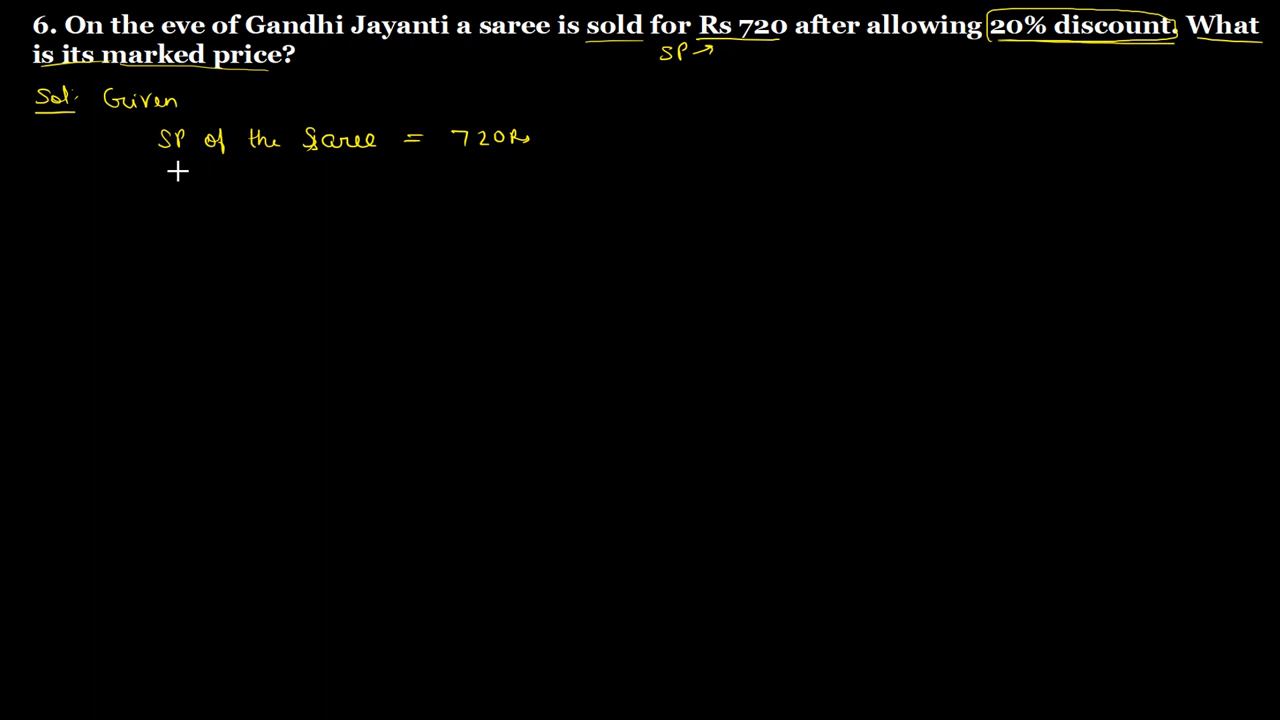 6. On the eve of Gandhi Jayanti a saree is sold for Rs 720 after allowing 20% discount. What
is its marked price?
SP →
Sol: Given
SP of the Saree = 720Rs